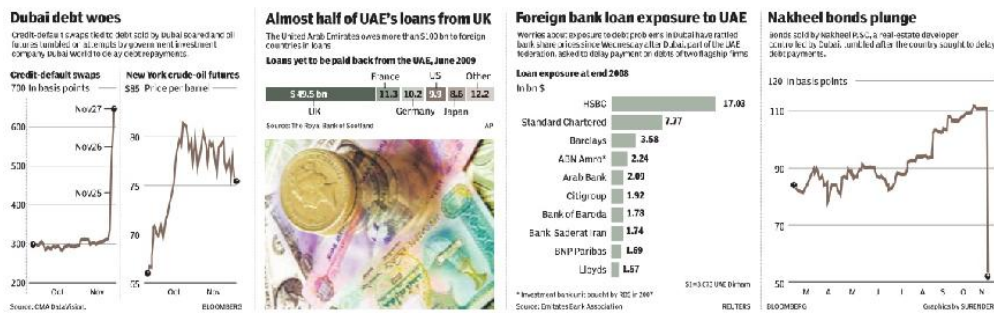 Dubai debt woes
Credit-default swaps tied to debt sold by Dubai soared and oil
futures tumbled on attempts by government investment
company Dubai World to delay debt repayments.
Credit-default swaps
700 In basis points
Nov27
600
Nov26
500
Nov25
400
300
200
Oct Nov
Source: CMA DataVision.
New York crude-oil futures
$85 Price per barrel
80
75
65
Oct Nov
BLOOMBERG
Almost half of UAE's loans from UK
The United Arab Emirates owes more than $100 bn to foreign
countries in loans
Loans yet to be paid back from the UAE, June 2009
France US Other
$49.5 bn 11.3 10.2 9.9 8.6 12.2
UK Germany Japan
Source: The Royal Bank of Scotland AP
Foreign bank loan exposure to UAE
Worries about exposure to debt problems in Dubai have rattled
bank share prices since Wednesday after Dubai, part of the UAE
federation, asked to delay payment on debts of two flagship firms
Loan exposure at end 2008
In bn $
HSBC 17.03
Standard Chartered 7.77
Barclays 3.58
ABN Amro* 2.24
Arab Bank 2.09
Citigroup 1.92
Bank of Baroda 1.78
Bank Saderat Iran 1.74
BNP Paribas 1.69
Lloyds 1.57
UAE Dirham
* Investment bank unit bought by RBS in 2007
Source: Emirates Bank Association REUTERS
Nakheel bonds plunge
Bonds sold by Nakheel PJSC, a real-estate developer
controlled by Dubai, tumbled after the country sought to delay
debt payments.
120 In basis points
110
90
70
50
M A M J J A S O N
BLOOMBERG Graphics by SURENDER